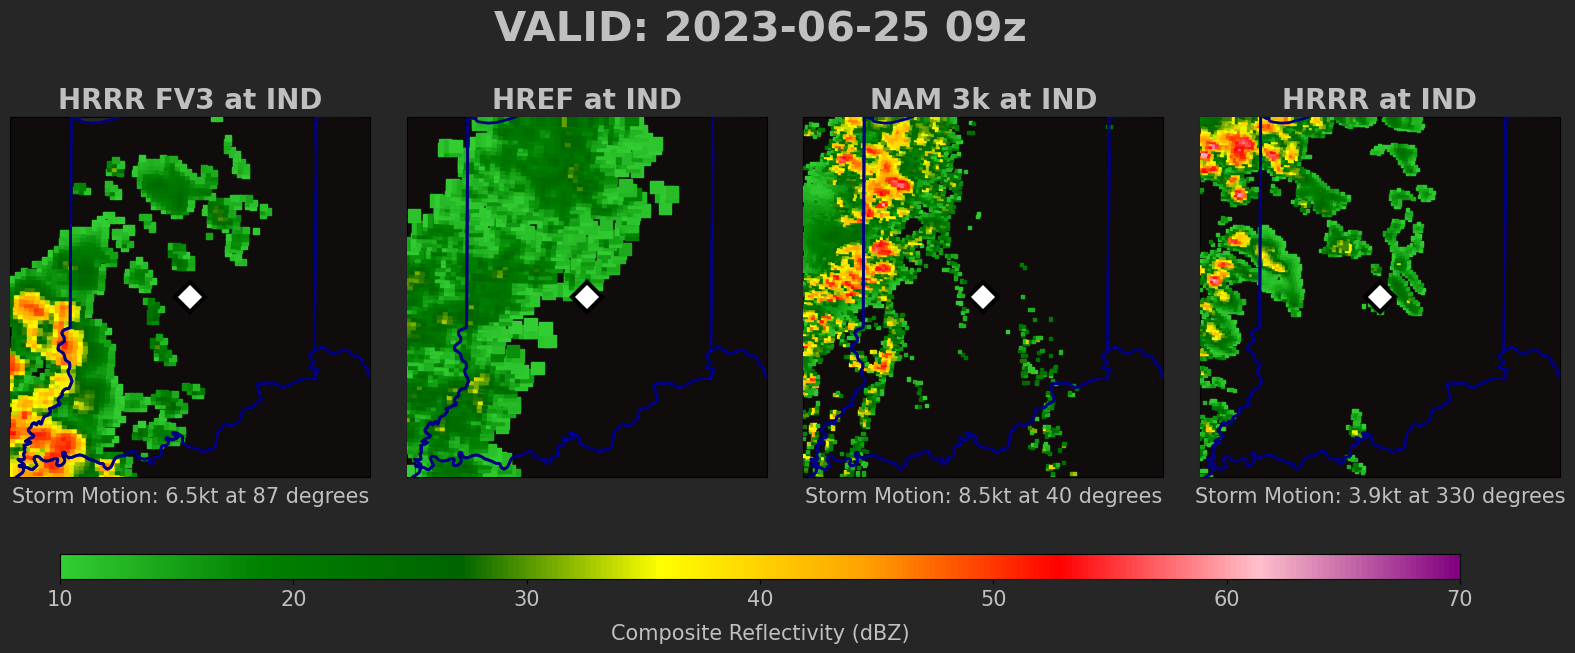 VALID: 2023-06-25 09z
HRRR FV3 at IND
HREF at IND
NAM 3k at IND
HRRR at IND
Storm Motion: 6.5kt at 87 degrees
Storm Motion: 8.5kt at 40 degrees
Storm Motion: 3.9kt at 330 degrees
10 20 30 40 50 60 70
Composite Reflectivity (dBZ)